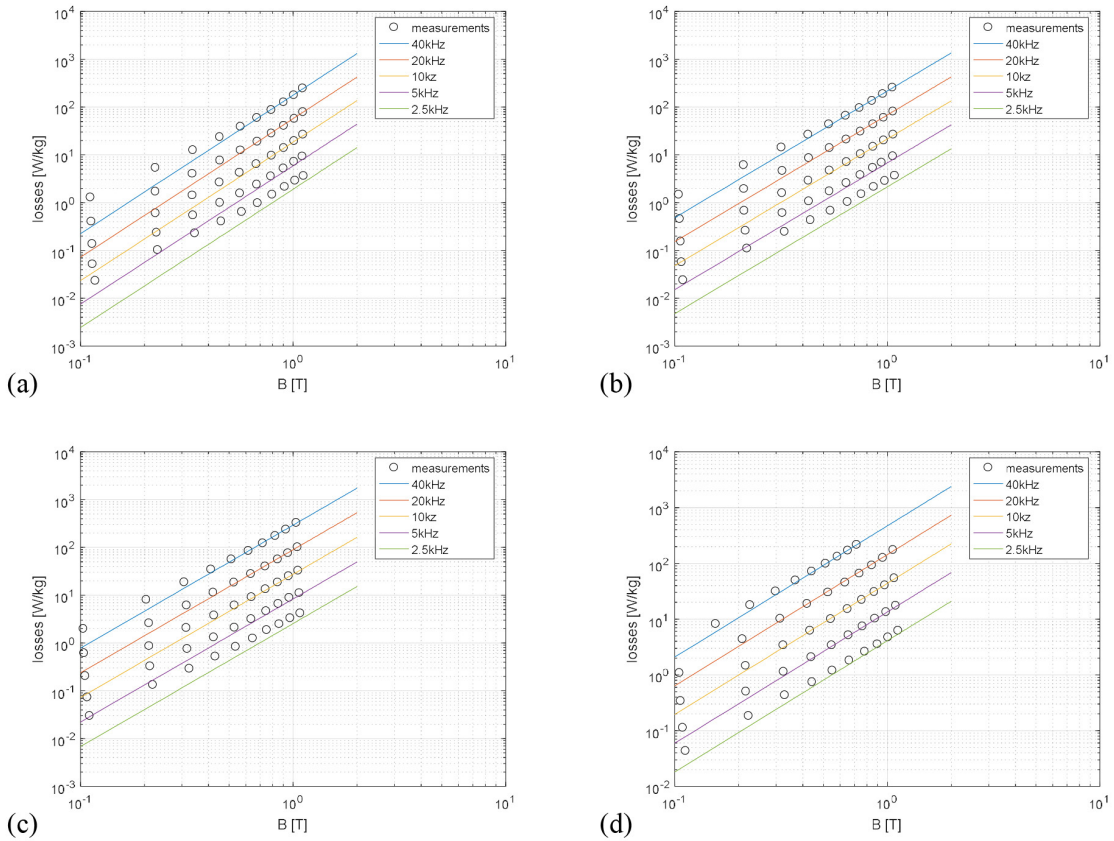 10^4
10^3
10^2
10^1
10^0
10^-1
10^-2
10^-3
losses [W/kg]
10^-1
10^0
10^1
B [T]
measurements
40kHz
20kHz
10kz
5kHz
2.5kHz
(a)
10^4
10^3
10^2
10^1
10^0
10^-1
10^-2
10^-3
losses [W/kg]
10^-1
10^0
10^1
B [T]
measurements
40kHz
20kHz
10kz
5kHz
2.5kHz
(b)
10^4
10^3
10^2
10^1
10^0
10^-1
10^-2
10^-3
losses [W/kg]
10^-1
10^0
10^1
B [T]
measurements
40kHz
20kHz
10kz
5kHz
2.5kHz
(c)
10^4
10^3
10^2
10^1
10^0
10^-1
10^-2
losses [W/kg]
10^-1
10^0
10^1
B [T]
measurements
40kHz
20kHz
10kz
5kHz
2.5kHz
(d)